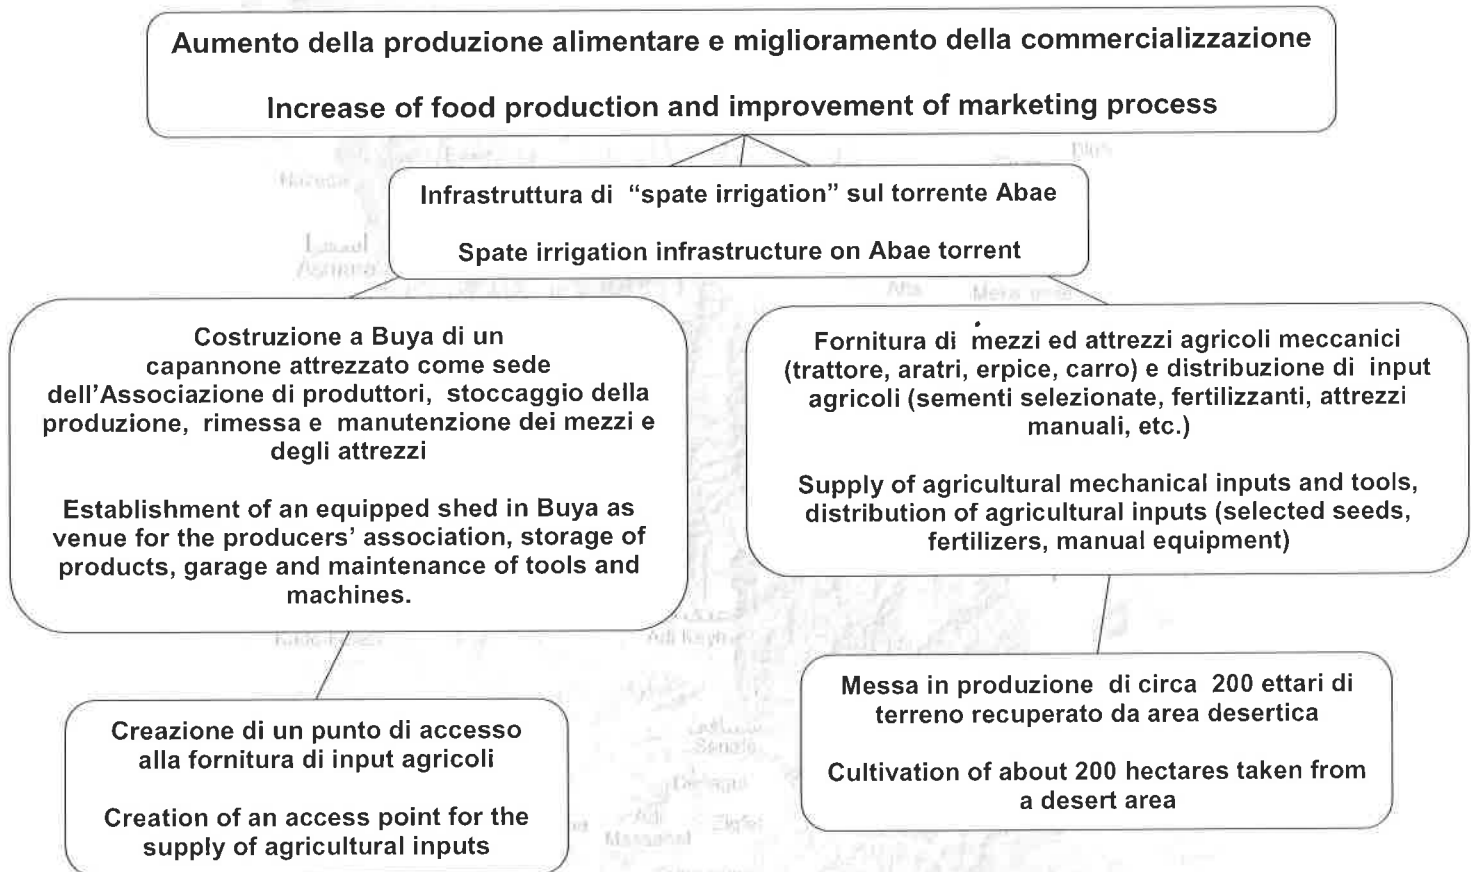 Aumento della produzione alimentare e miglioramento della commercializzazione
Increase of food production and improvement of marketing process
Infrastruttura di “spate irrigation” sul torrente Abae
Spate irrigation infrastructure on Abae torrent
Costruzione a Buya di un
capannone attrezzato come sede
dell’Associazione di produttori, stoccaggio della
produzione, rimessa e manutenzione dei mezzi e
degli attrezzi
Establishment of an equipped shed in Buya as
venue for the producers’ association, storage of
products, garage and maintenance of tools and
machines.
Fornitura di mezzi ed attrezzi agricoli meccanici
(trattore, aratri, erpice, carro) e distribuzione di input
agricoli (sementi selezionate, fertilizzanti, attrezzi
manuali, etc.)
Supply of agricultural mechanical inputs and tools,
distribution of agricultural inputs (selected seeds,
fertilizers, manual equipment)
Creazione di un punto di accesso
alla fornitura di input agricoli
Creation of an access point for the
supply of agricultural inputs
Messa in produzione di circa 200 ettari di
terreno recuperato da area desertica
Cultivation of about 200 hectares taken from
a desert area
Adi Keyh
Senafe